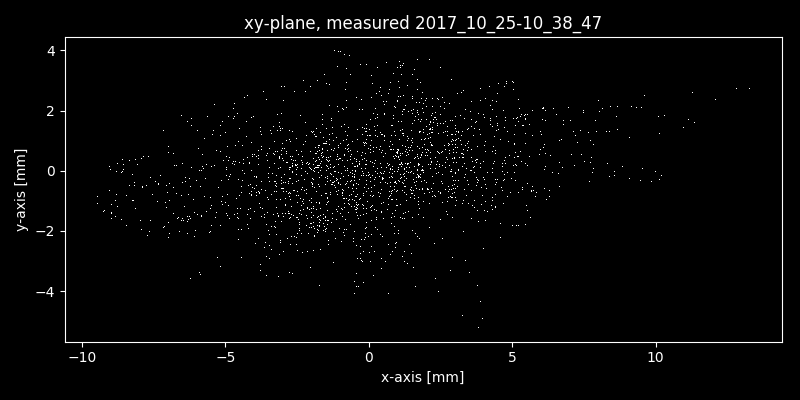 xy-plane, measured 2017_10_25-10_38_47
4
2
0
−2
−4
y-axis [mm]
−10 −5 0 5 10
x-axis [mm]